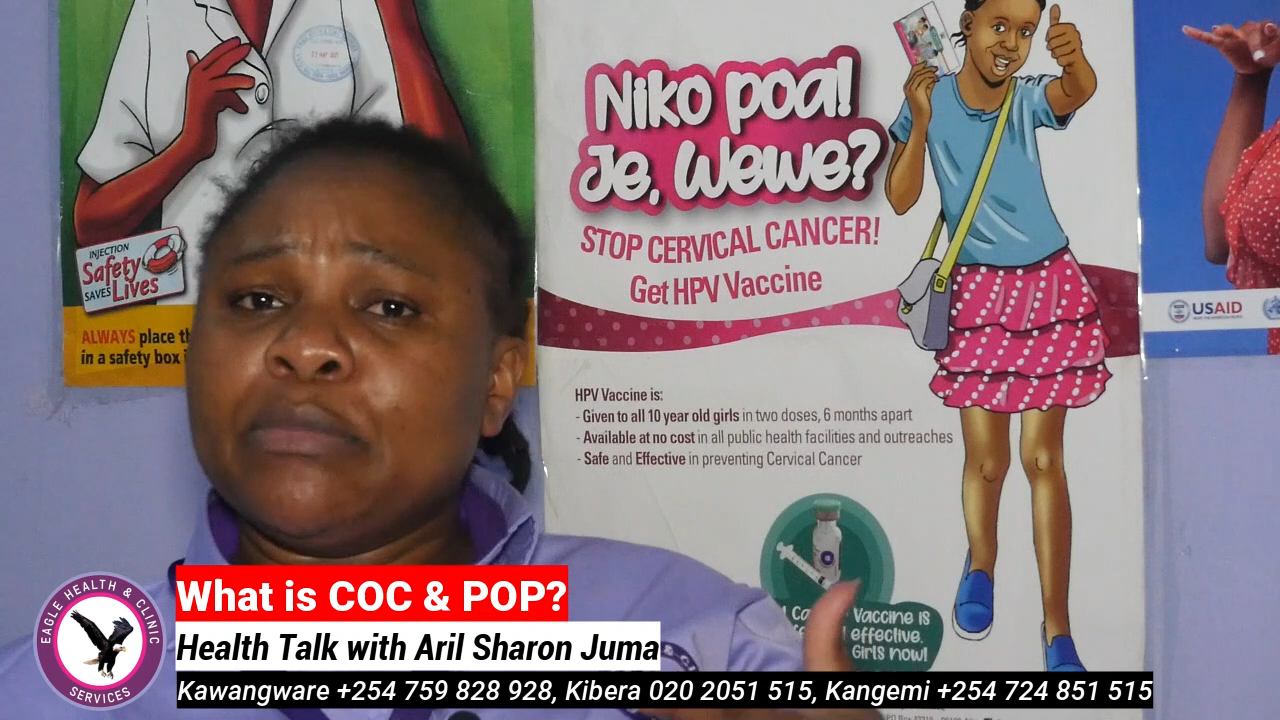 INJECTION
Safety
SAVES Lives
ALWAYS place
in a safety box
Niko poa!
Je, Wewe?
STOP CERVICAL CANCER!
Get HPV Vaccine
HPV Vaccine is:
- Given to all 10 year old girls in two doses, 6 months apart
- Available at no cost in all public health facilities and outreaches
- Safe and Effective in preventing Cervical Cancer
Vaccine is
effective.
Girls now!
USAID
EAGLE HEALTH & CLINIC
SERVICES
What is COC & POP?
Health Talk with Aril Sharon Juma
Kawangware +254 759 828 928, Kibera 020 2051 515, Kangemi +254 724 851 515